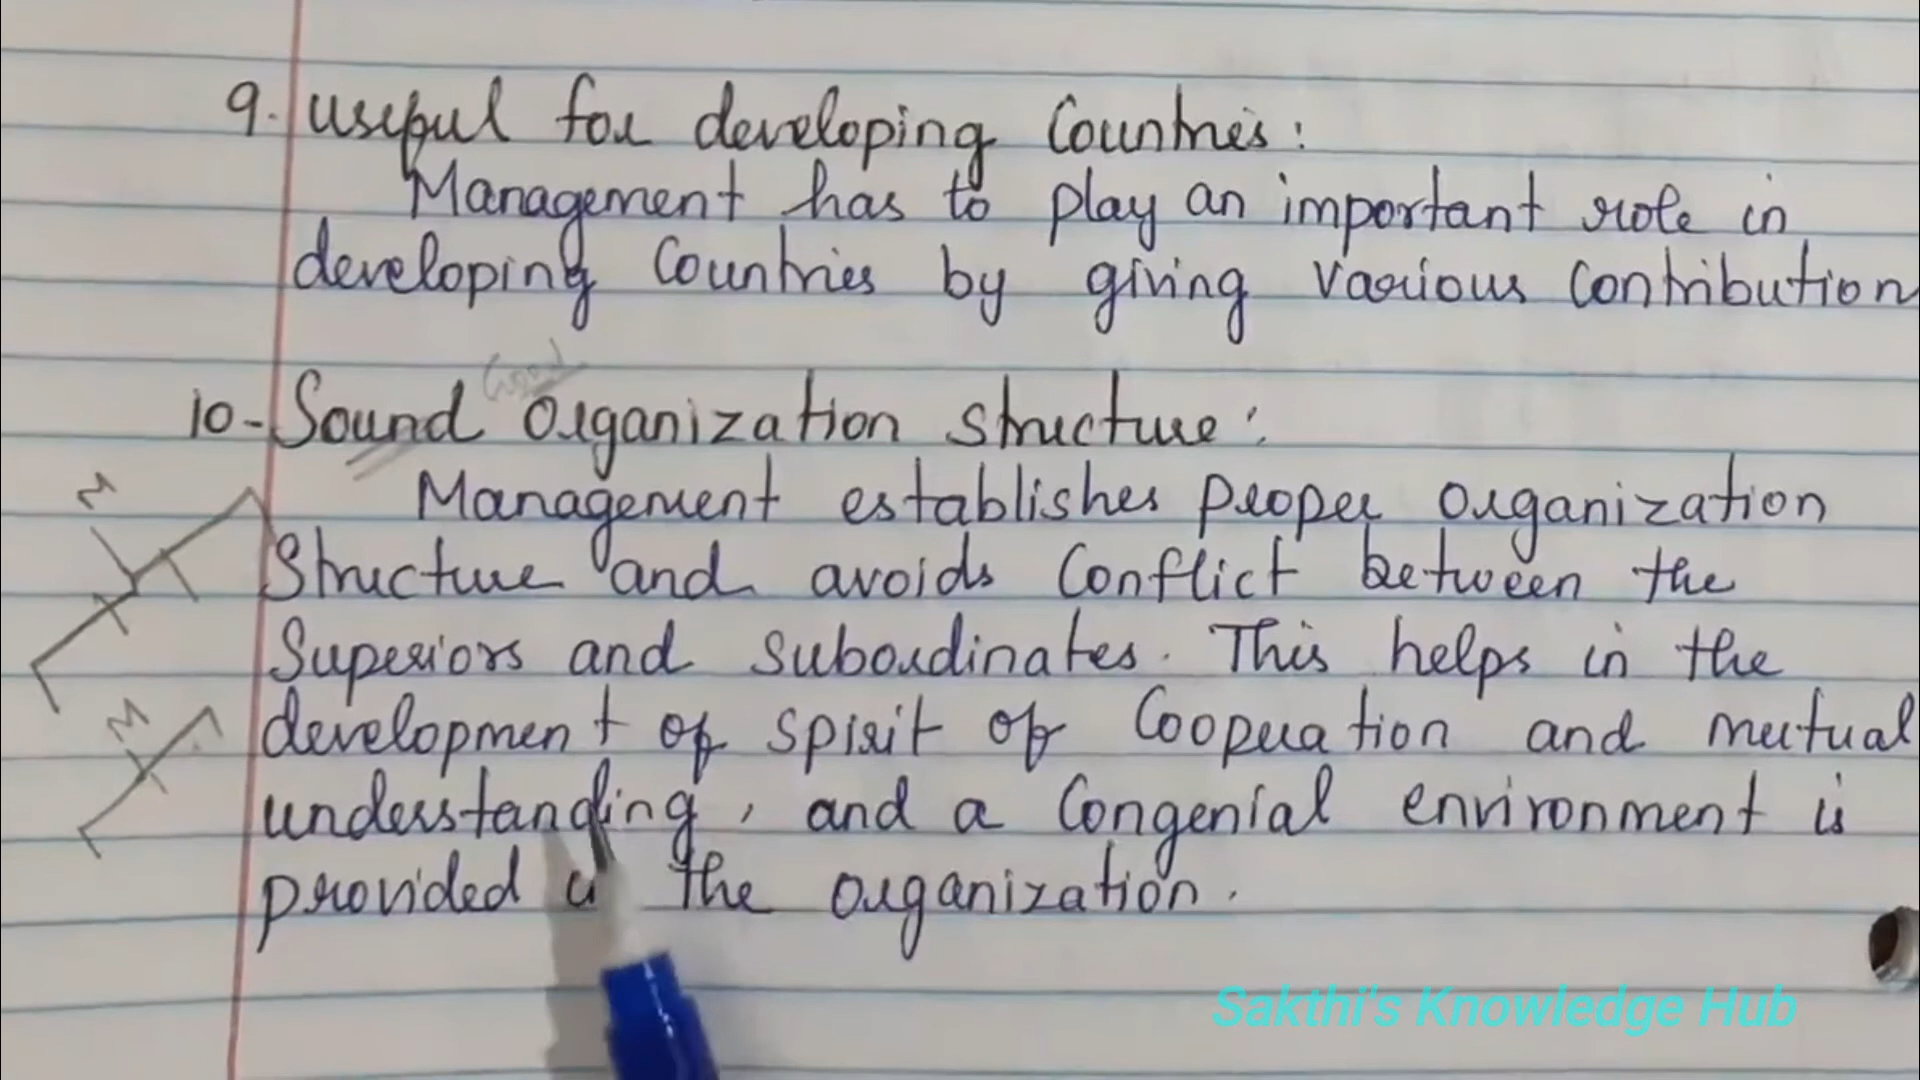 9. Useful for developing Countries:
Management has to play an important role in
developing Countries by giving various Contribution
Good
10- Sound Organization structure:
Management establishes proper organization
Structure and avoids Conflict between the
Superiors and subordinates. This helps in the
development of spirit of Cooperation and mutual
understanding, and a Congenial environment is
provided the organization.
M
M
Sakthi's Knowledge Hub